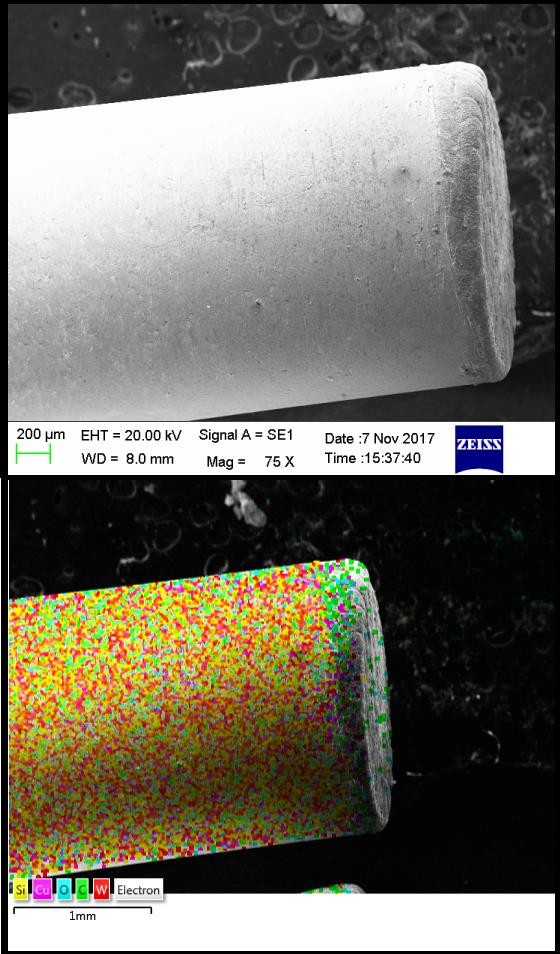 200 µm
EHT = 20.00 kV
Signal A = SE1
Date :7 Nov 2017
WD = 8.0 mm
Mag = 75 X
Time :15:37:40
ZEISS
Si Cu O C W Electron
1mm